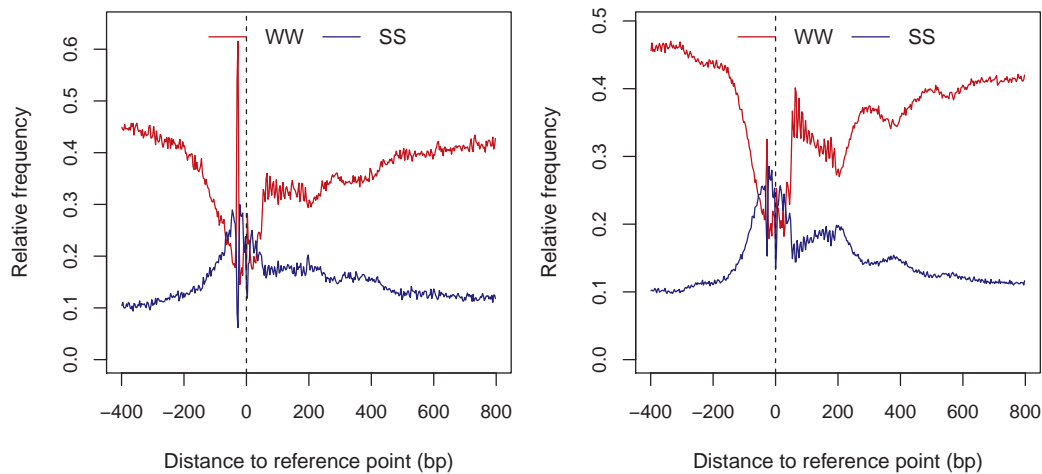 WW SS
Relative frequency
0.0 0.1 0.2 0.3 0.4 0.5 0.6
−400 −200 0 200 400 600 800
Distance to reference point (bp)
WW SS
Relative frequency
0.0 0.1 0.2 0.3 0.4 0.5
−400 −200 0 200 400 600 800
Distance to reference point (bp)